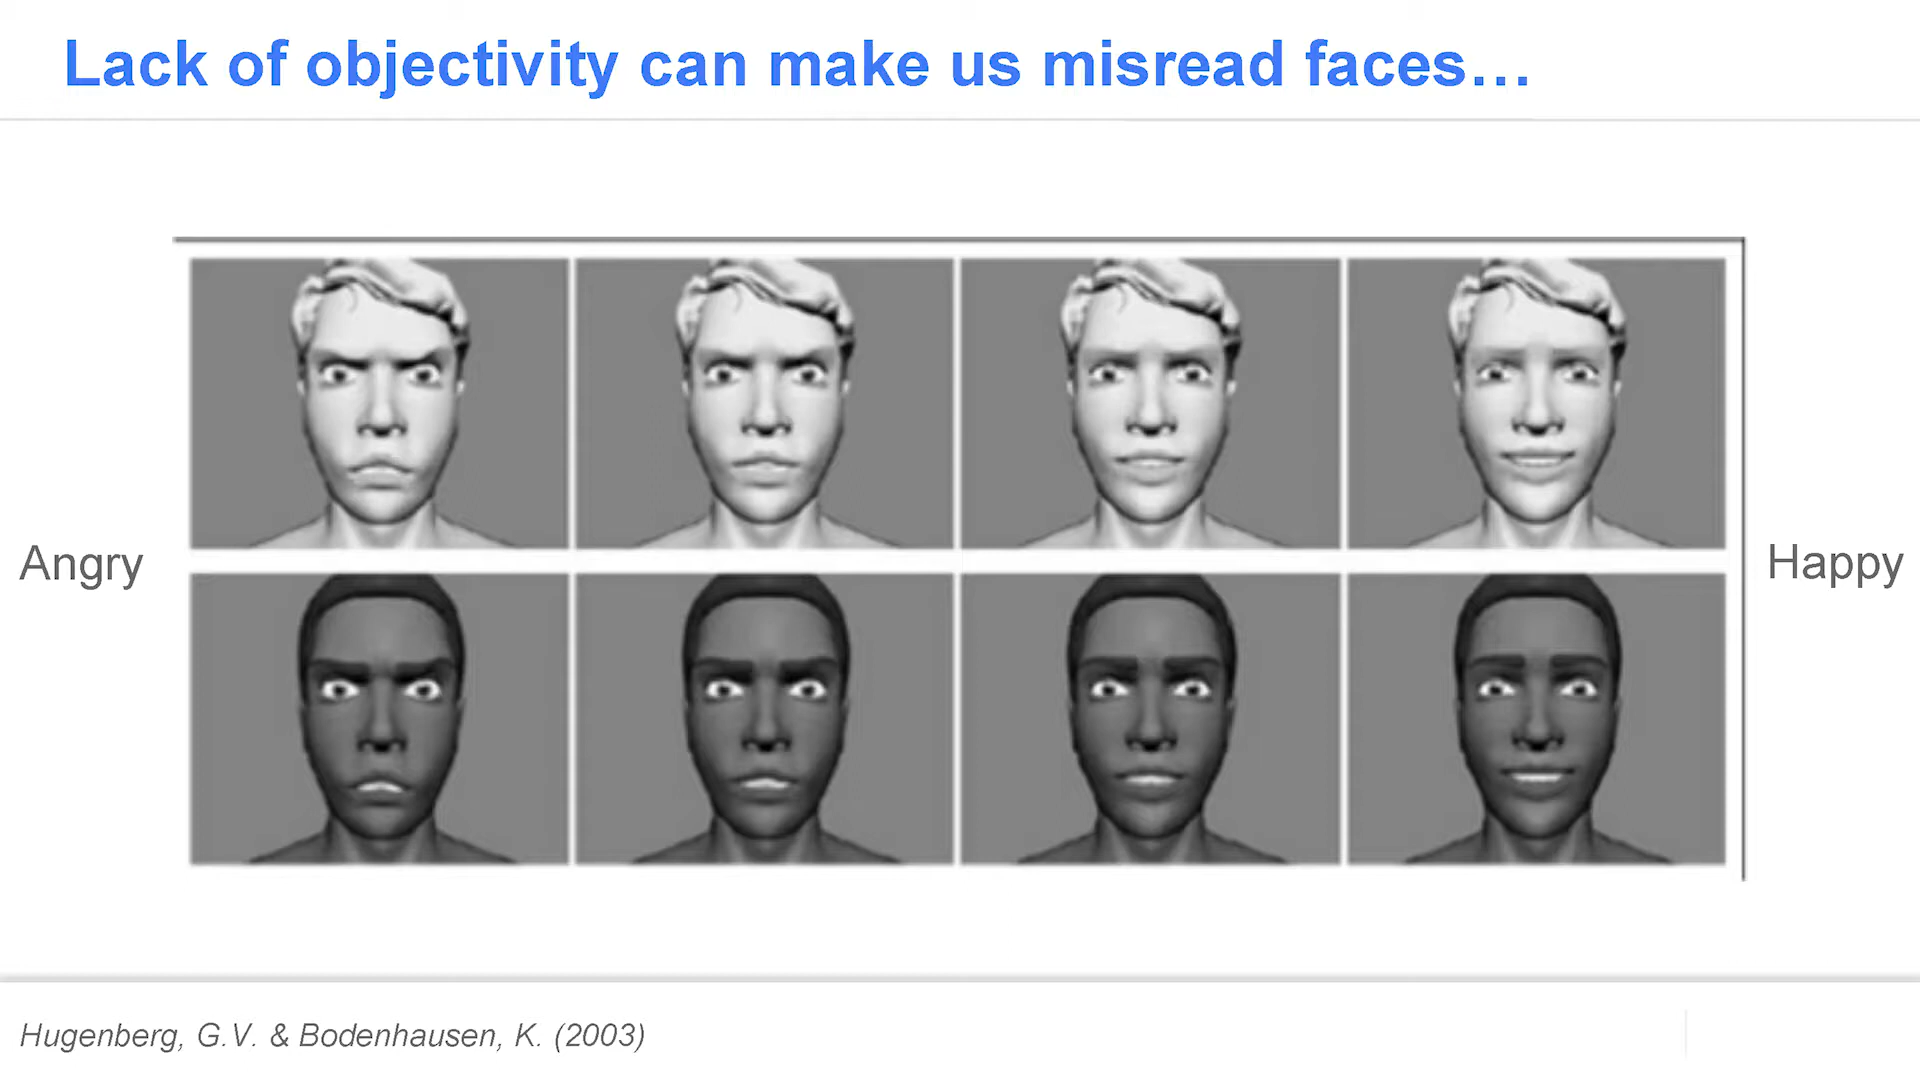 Lack of objectivity can make us misread faces…
Angry
Happy
Hugenberg, G.V. & Bodenhausen, K. (2003)